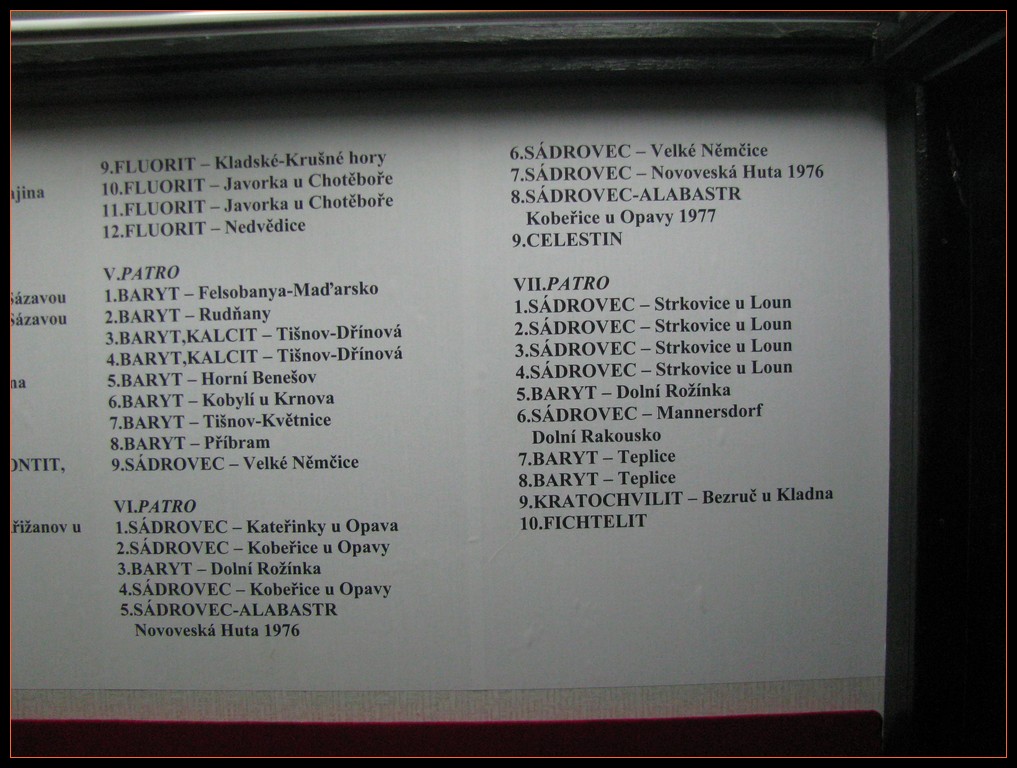 ajina
Sázavou
Sázavou
na
ONTIT,
řižanov u
9.FLUORIT – Kladské-Krušné hory
10.FLUORIT – Javorka u Chotěboře
11.FLUORIT – Javorka u Chotěboře
12.FLUORIT – Nedvědice
V.PATRO
1.BARYT – Felsobanya-Maďarsko
2.BARYT – Rudňany
3.BARYT,KALCIT – Tišnov-Dřínová
4.BARYT,KALCIT – Tišnov-Dřínová
5.BARYT – Horní Benešov
6.BARYT – Kobylí u Krnova
7.BARYT – Tišnov-Květnice
8.BARYT – Příbram
9.SÁDROVEC – Velké Němčice
VI.PATRO
1.SÁDROVEC – Kateřinky u Opava
2.SÁDROVEC – Kobeřice u Opavy
3.BARYT – Dolní Rožínka
4.SÁDROVEC – Kobeřice u Opavy
5.SÁDROVEC-ALABASTR
Novoveská Huta 1976
6.SÁDROVEC – Velké Němčice
7.SÁDROVEC – Novoveská Huta 1976
8.SÁDROVEC-ALABASTR
Kobeřice u Opavy 1977
9.CELESTIN
VII.PATRO
1.SÁDROVEC – Strkovice u Loun
2.SÁDROVEC – Strkovice u Loun
3.SÁDROVEC – Strkovice u Loun
4.SÁDROVEC – Strkovice u Loun
5.BARYT – Dolní Rožínka
6.SÁDROVEC – Mannersdorf
Dolní Rakousko
7.BARYT – Teplice
8.BARYT – Teplice
9.KRATOCHVILIT – Bezruč u Kladna
10.FICHTELIT